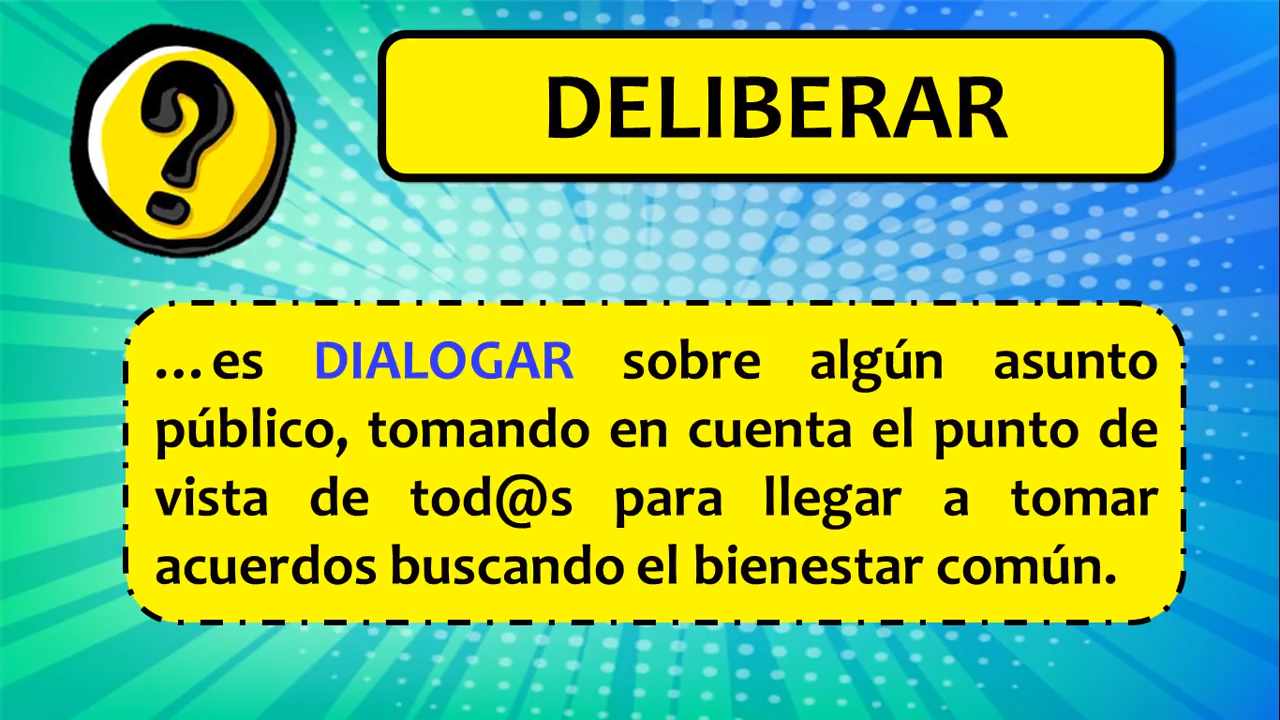 ?
DELIBERAR
...es DIALOGAR sobre algún asunto
público, tomando en cuenta el punto de
vista de tod@s para llegar a tomar
acuerdos buscando el bienestar común.